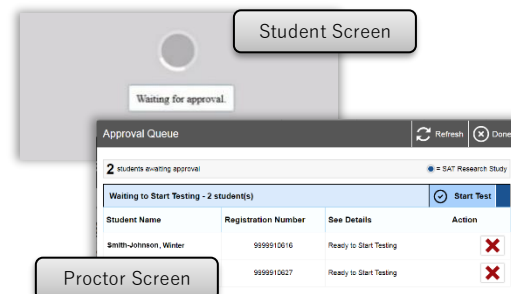 Student Screen
Waiting for approval.
Approval Queue
Refresh
Done
2 students awaiting approval
= SAT Research Study
Waiting to Start Testing - 2 student(s)
Start Test
Student Name Registration Number See Details Action
Smith-Johnson, Winter 9999910616 Ready to Start Testing
9999910627 Ready to Start Testing
Proctor Screen